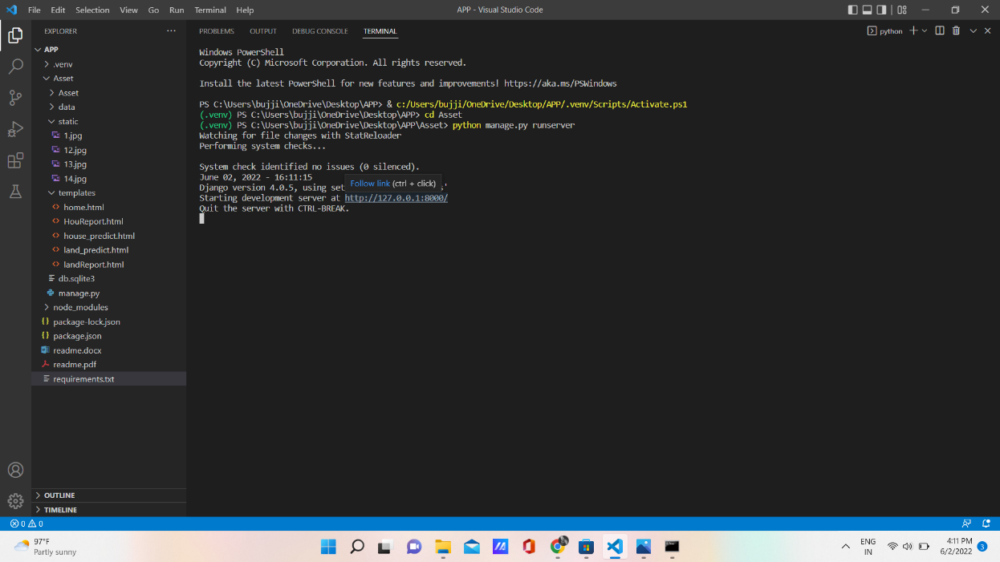 File Edit Selection View Go Run Terminal Help
APP - Visual Studio Code
EXPLORER
PROBLEMS OUTPUT DEBUG CONSOLE TERMINAL
python
APP
.venv
Asset
Asset
data
static
1.jpg
12.jpg
13.jpg
14.jpg
templates
home.html
HouReport.html
house_predict.html
land_predict.html
landReport.html
db.sqlite3
manage.py
node_modules
package-lock.json
package.json
readme.docx
readme.pdf
requirements.txt
OUTLINE
TIMELINE
Windows PowerShell
Copyright (C) Microsoft Corporation. All rights reserved.
Install the latest PowerShell for new features and improvements! https://aka.ms/PSWindows
PS C:\Users\bujji\OneDrive\Desktop\APP> & c:/Users/bujji/OneDrive/Desktop/APP/.venv/Scripts/Activate.ps1
(.venv) PS C:\Users\bujji\OneDrive\Desktop\APP> cd Asset
(.venv) PS C:\Users\bujji\OneDrive\Desktop\APP\Asset> python manage.py runserver
Watching for file changes with StatReloader
Performing system checks...
System check identified no issues (0 silenced).
June 02, 2022 - 16:11:15
Follow link (ctrl + click)
Django version 4.0.5, using set
Starting development server at http://127.0.0.1:8000/
Quit the server with CTRL-BREAK.
0 0
97°F
Partly sunny
ENG
IN
4:11 PM
6/2/2022
3